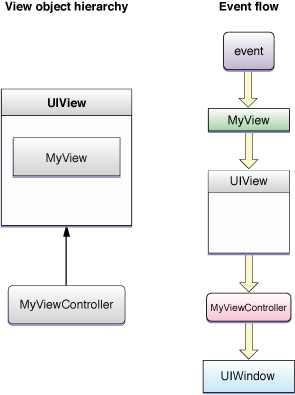 View object hierarchy
UIView
MyView
MyViewController
Event flow
event
MyView
UIView
MyViewController
UIWindow